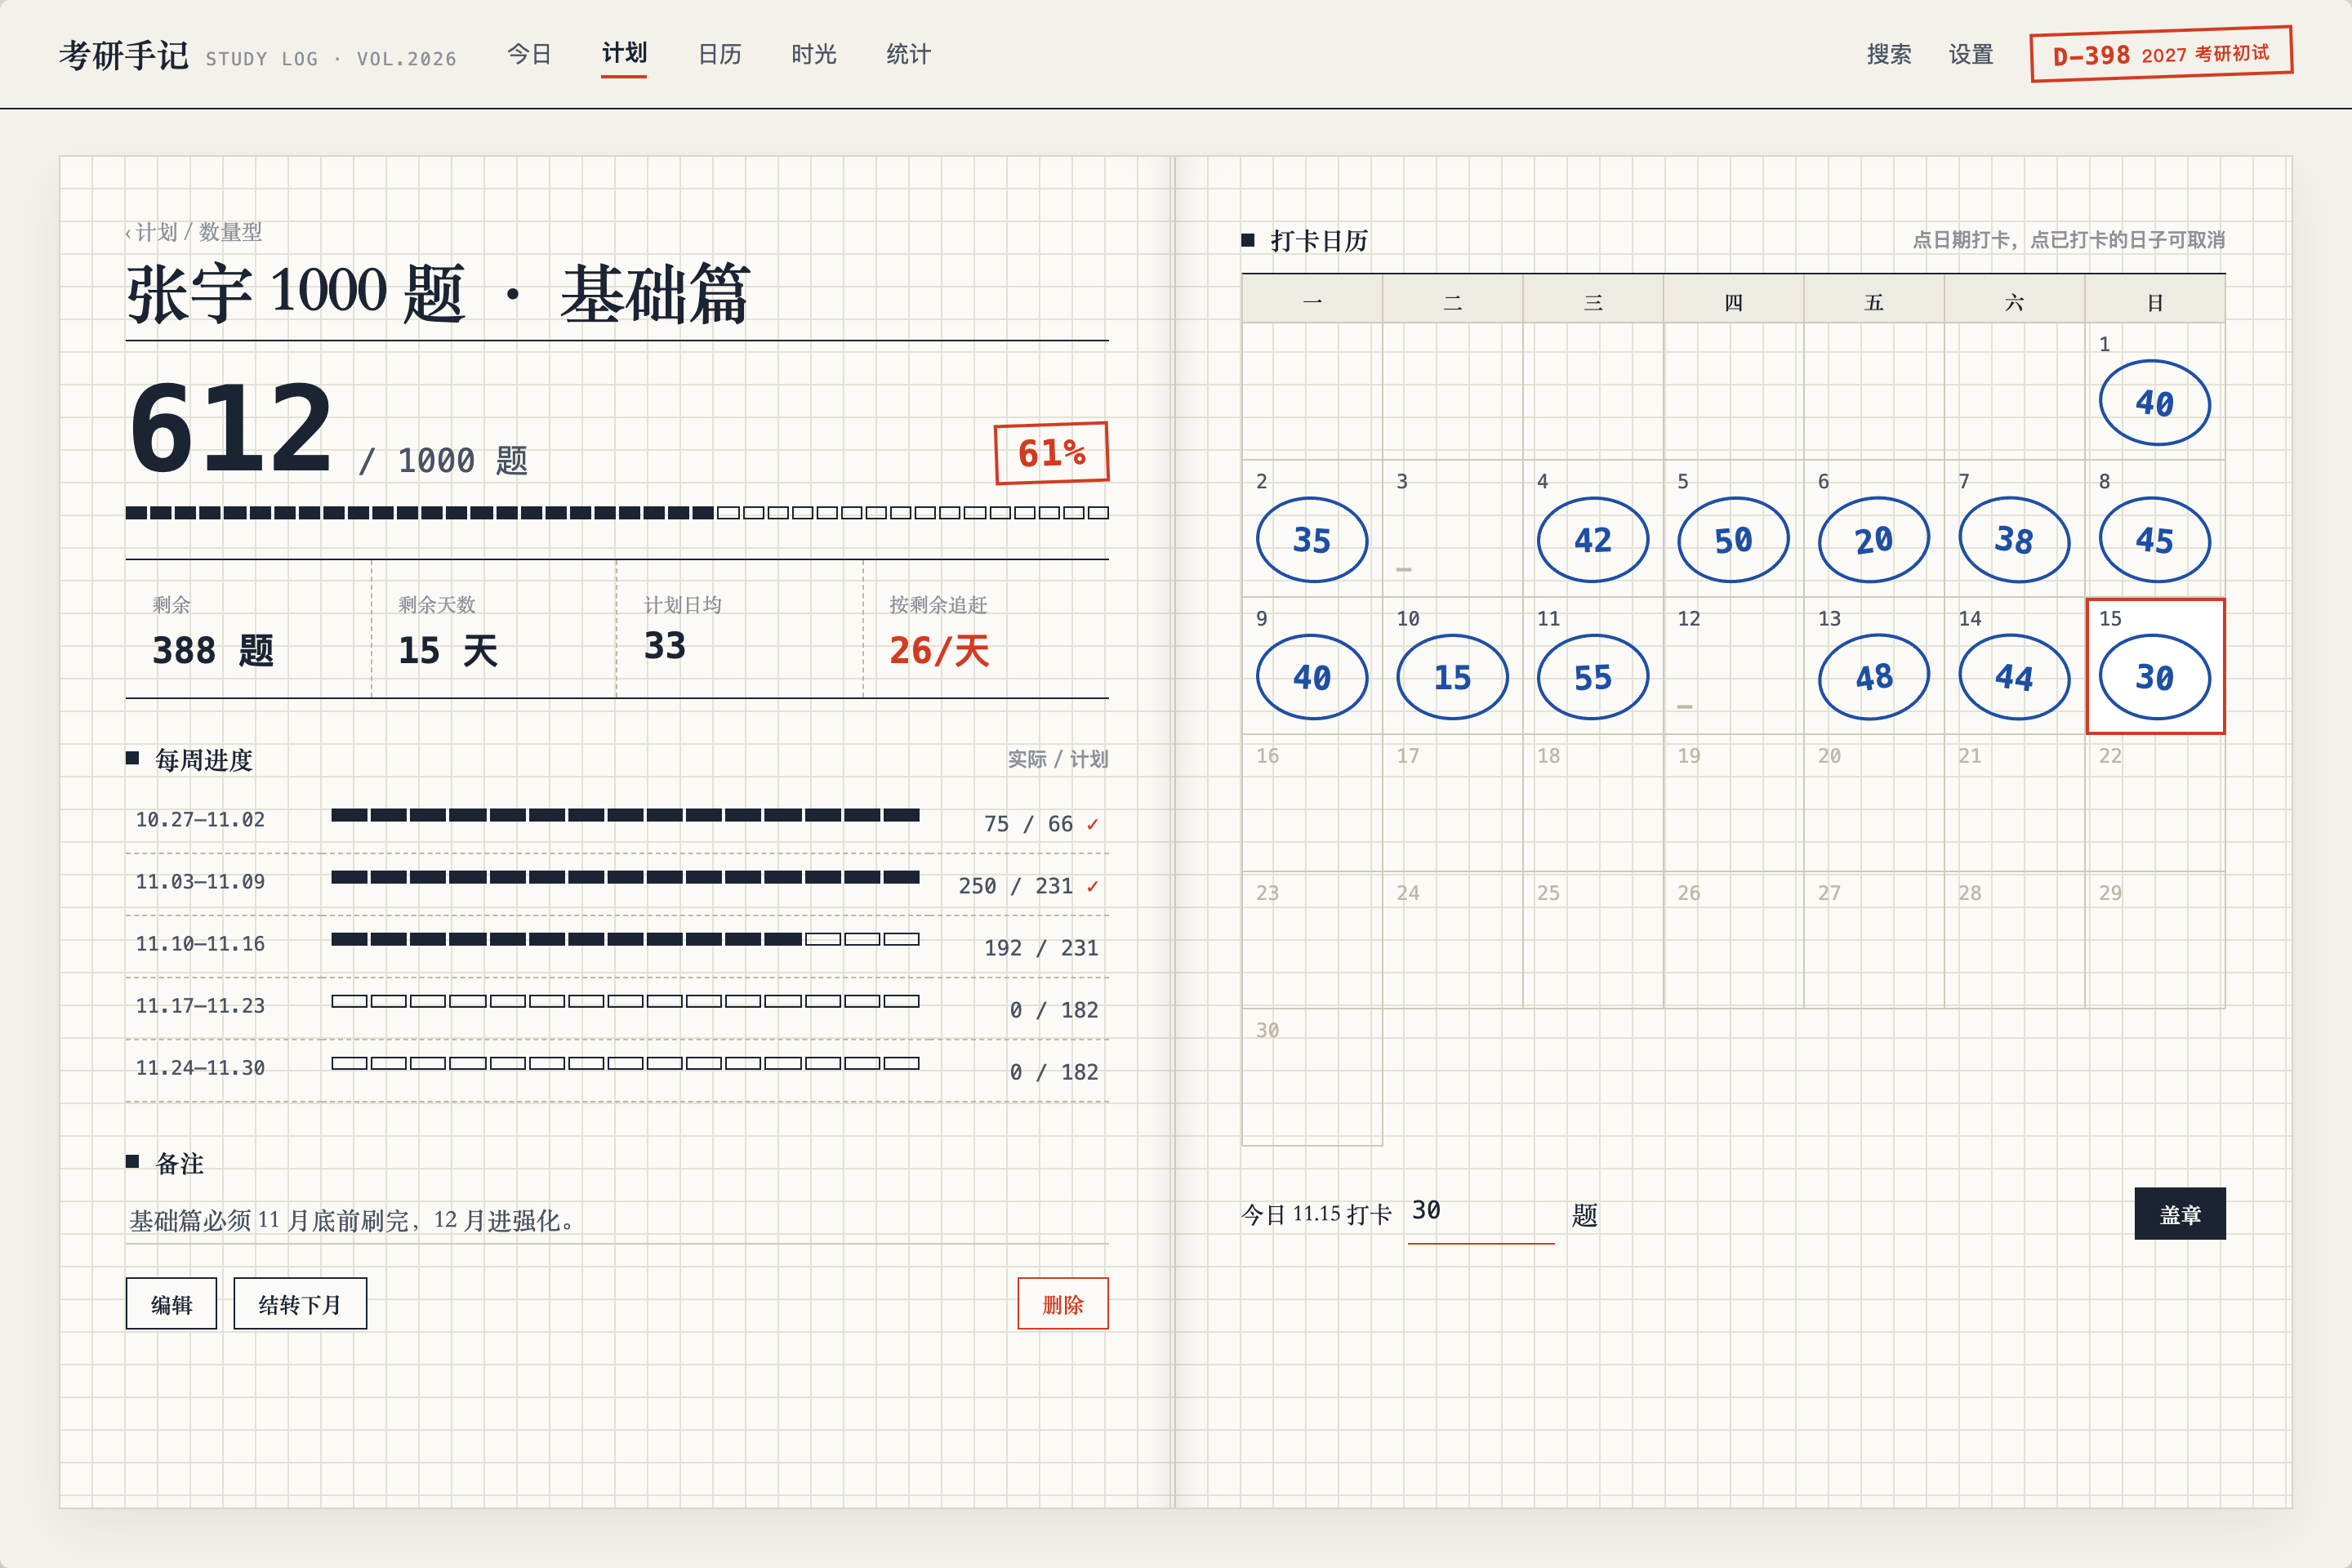 考研手记 STUDY LOG · VOL.2026 今日 计划 日历 时光 统计 搜索 设置 D-398 2027 考研初试
‹ 计划 / 数量型
张宇 1000 题 · 基础篇
612 / 1000 题 61%
剩余 剩余天数 计划日均 按剩余追赶
388 题 15 天 33 26/天
每周进度 实际 / 计划
10.27—11.02 75 / 66 ✓
11.03—11.09 250 / 231 ✓
11.10—11.16 192 / 231
11.17—11.23 0 / 182
11.24—11.30 0 / 182
备注
基础篇必须 11 月底前刷完，12 月进强化。
编辑 结转下月 删除
打卡日历 点日期打卡，点已打卡的日子可取消
一 二 三 四 五 六 日
1
40
2 3 4 5 6 7 8
35 — 42 50 20 38 45
9 10 11 12 13 14 15
40 15 55 — 48 44 30
16 17 18 19 20 21 22
23 24 25 26 27 28 29
30
今日 11.15 打卡 30 题 盖章